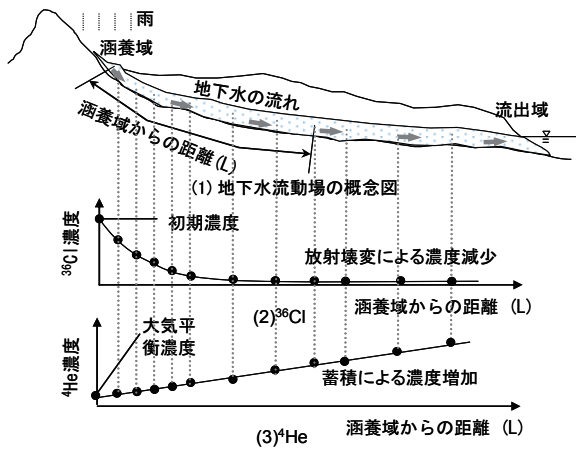 雨
涵養域
地下水の流れ
流出域
涵養域からの距離(L)
(1) 地下水流動場の概念図
³⁶Cl濃度
初期濃度
放射壊変による濃度減少
涵養域からの距離 (L)
(2)³⁶Cl
⁴He濃度
大気平
衡濃度
蓄積による濃度増加
涵養域からの距離 (L)
(3)⁴He